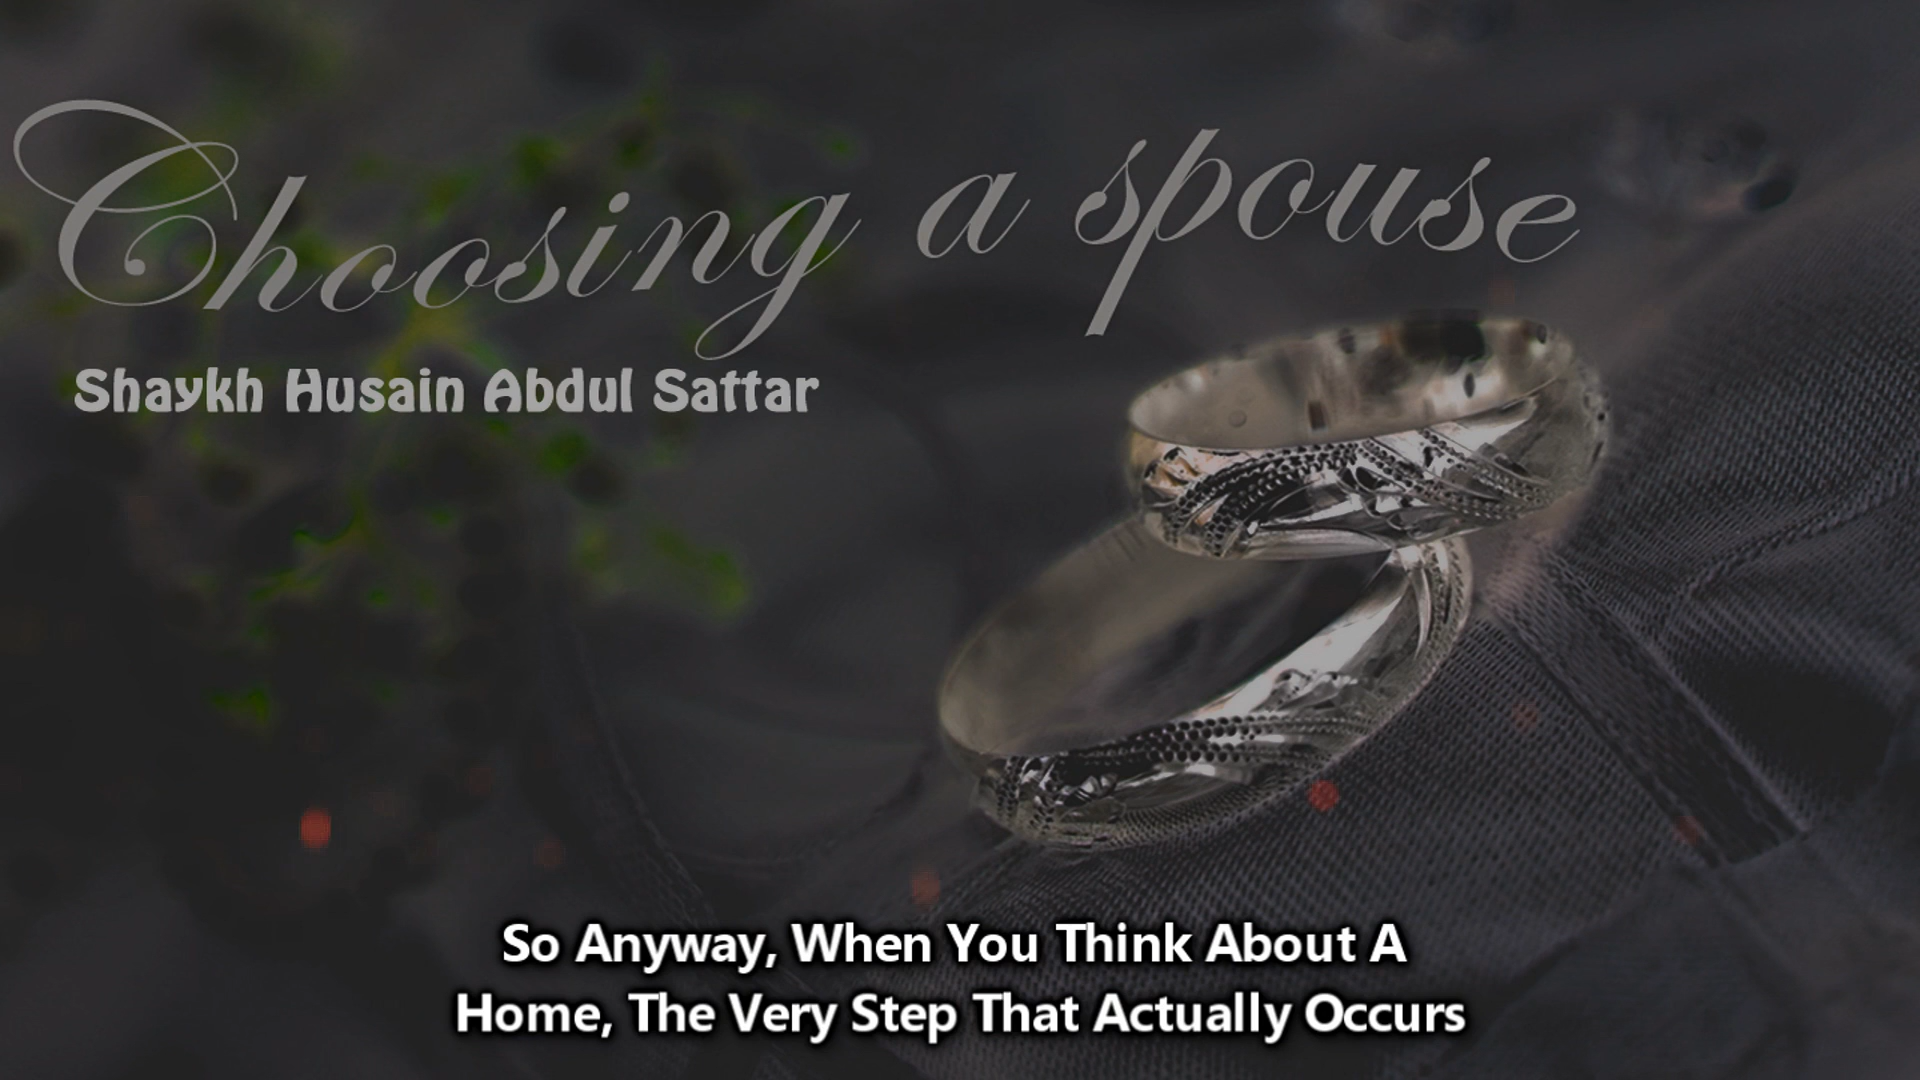 Choosing a spouse
Shaykh Husain Abdul Sattar
So Anyway, When You Think About A
Home, The Very Step That Actually Occurs